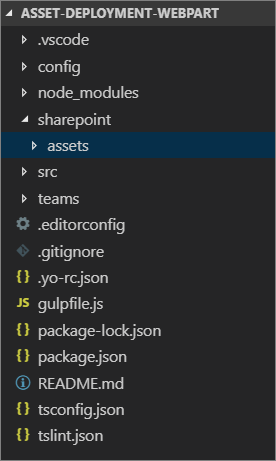 ASSET-DEPLOYMENT-WEBPART
.vscode
config
node_modules
sharepoint
assets
src
teams
.editorconfig
.gitignore
{} .yo-rc.json
JS gulpfile.js
{} package-lock.json
{} package.json
README.md
{} tsconfig.json
{} tslint.json